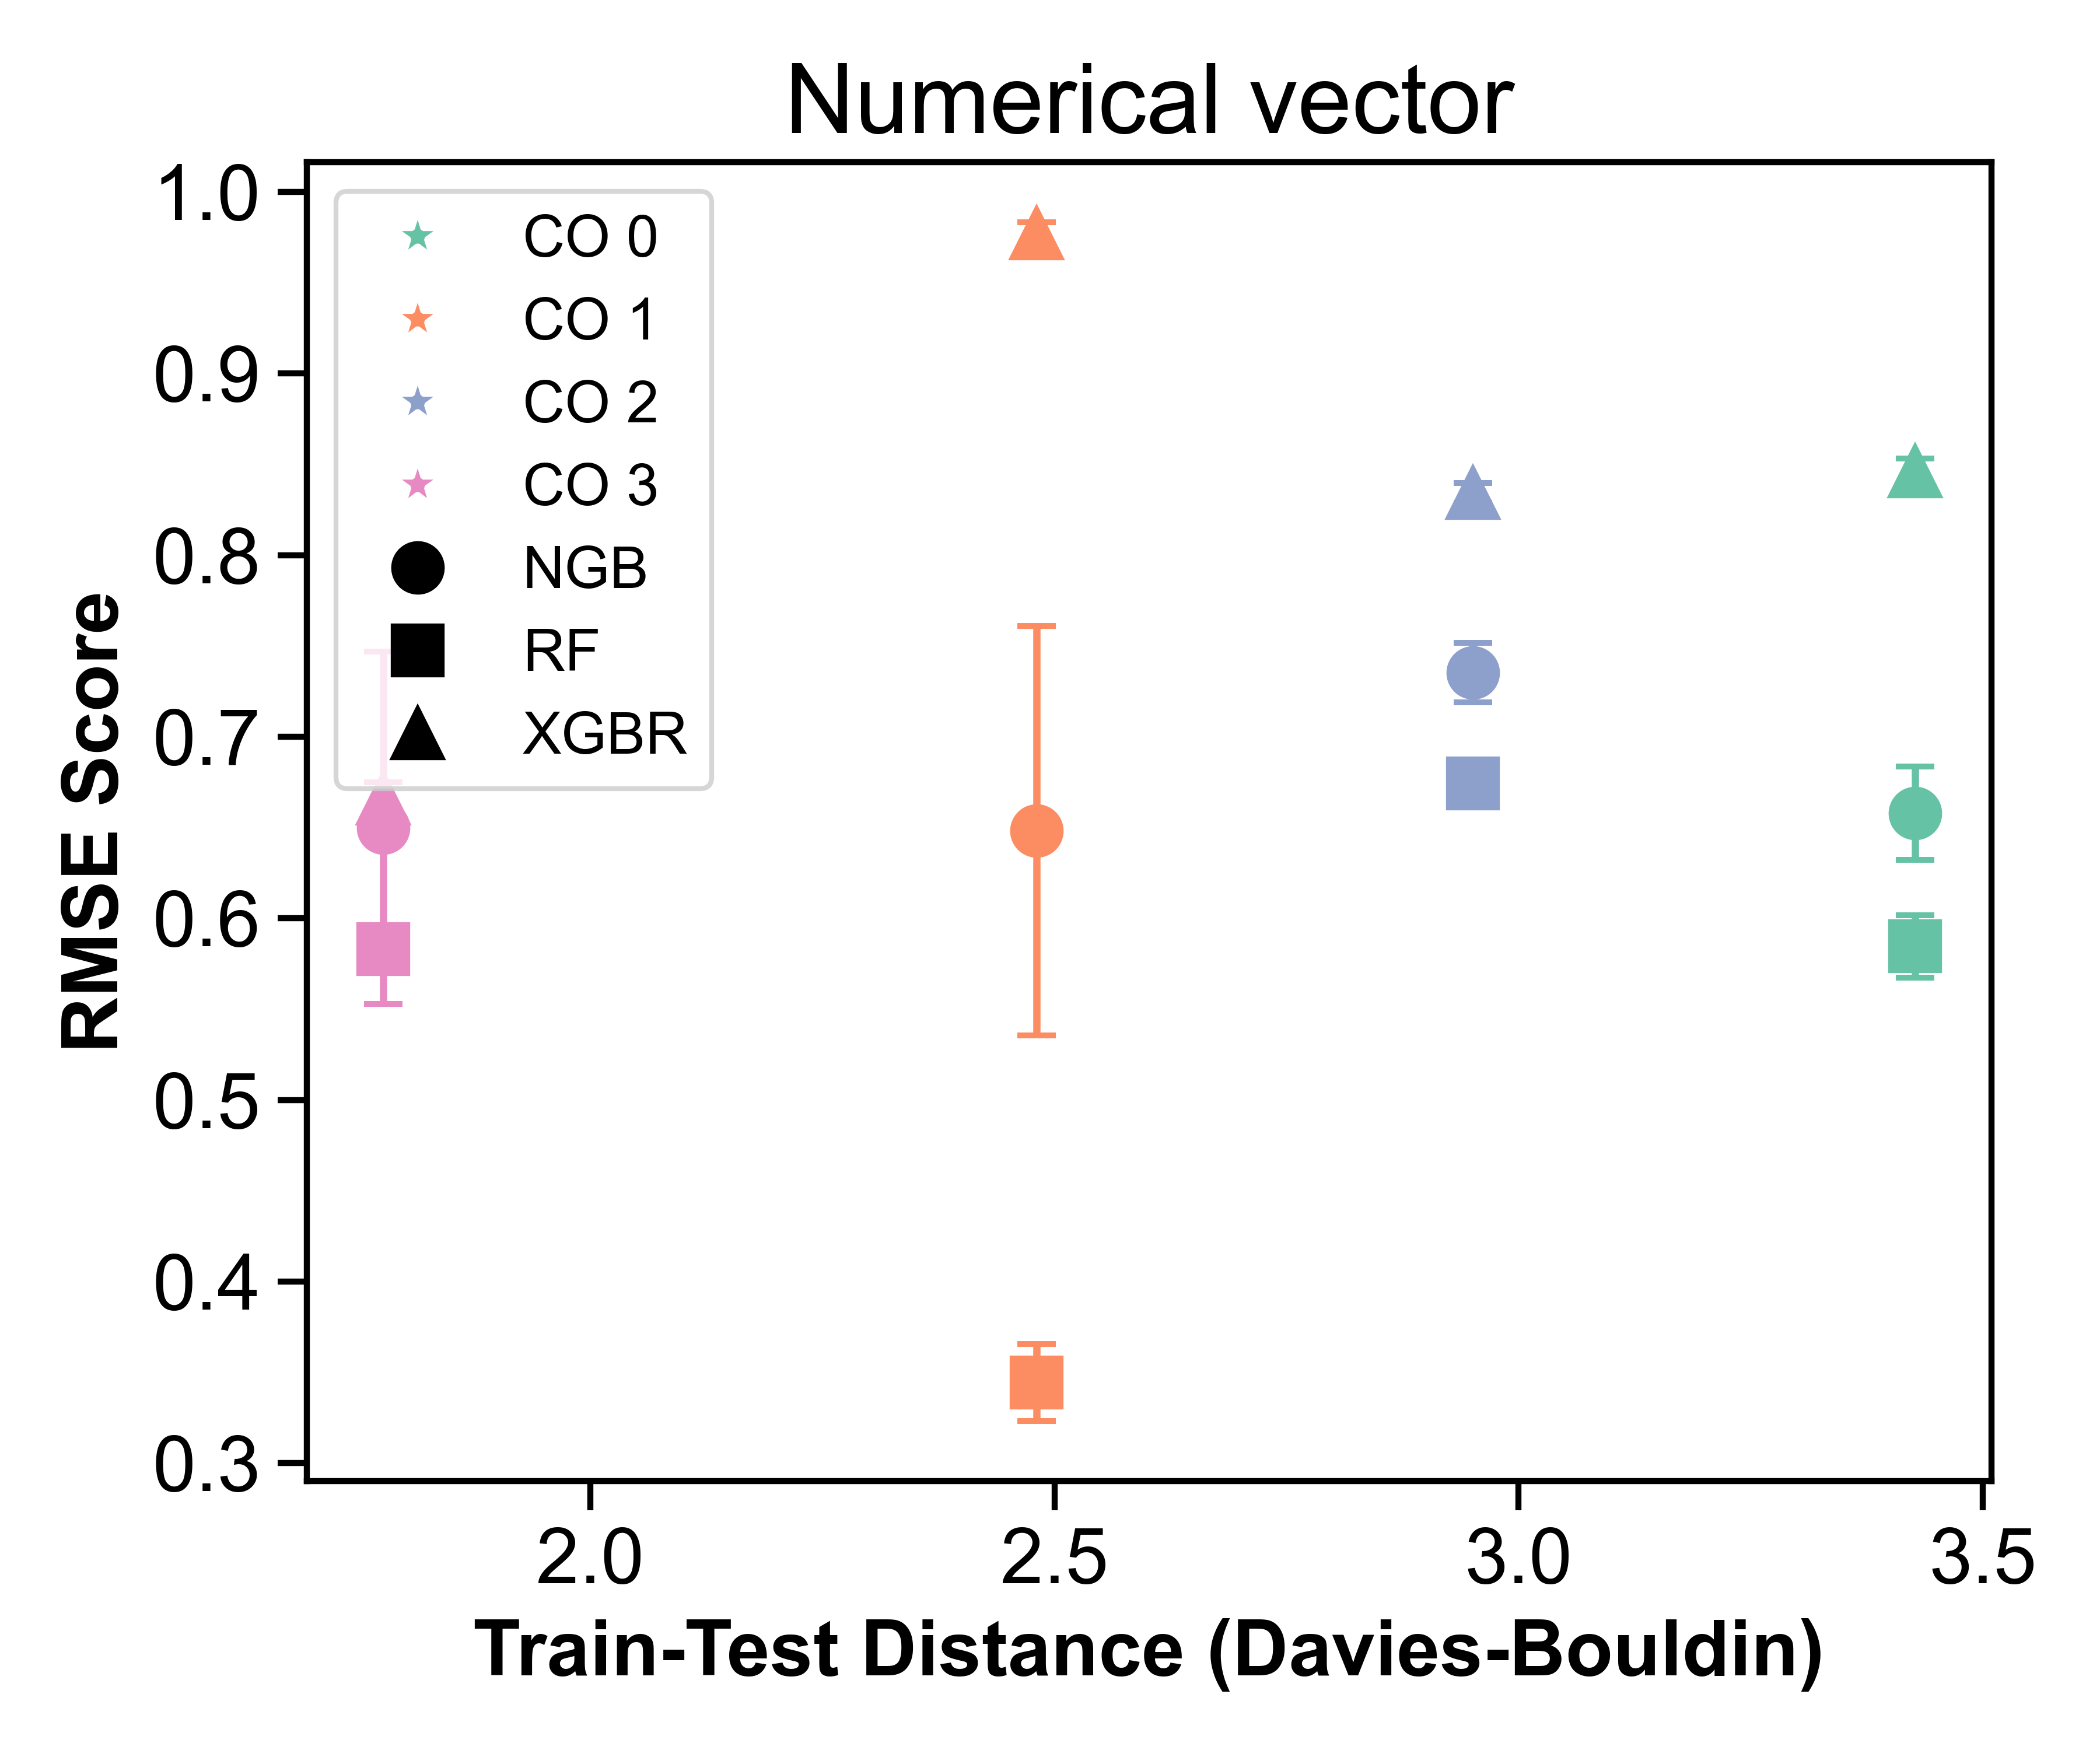 Numerical vector
1.0
0.9
0.8
0.7
0.6
0.5
0.4
0.3
RMSE Score
CO 0
CO 1
CO 2
CO 3
NGB
RF
XGBR
2.0 2.5 3.0 3.5
Train-Test Distance (Davies-Bouldin)